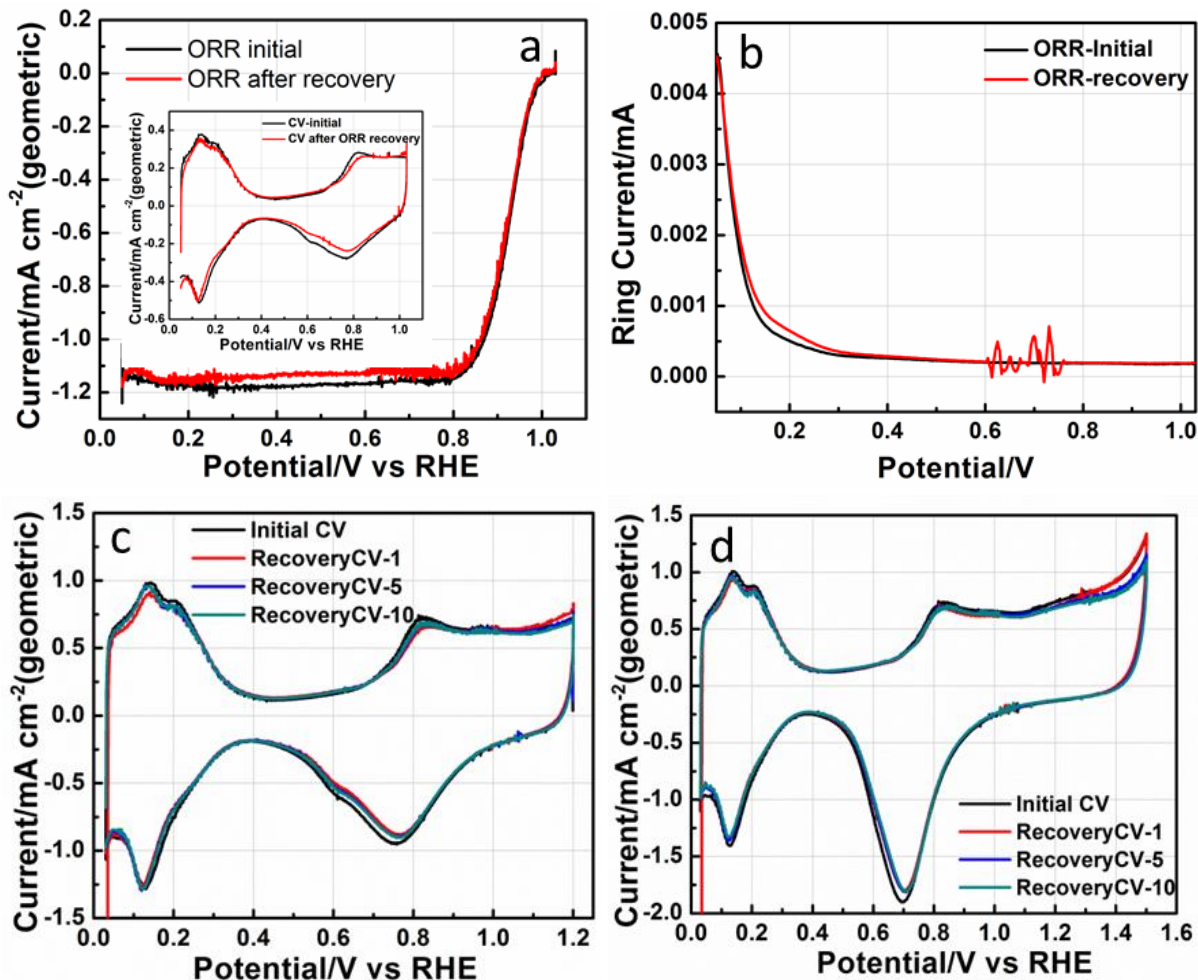 a
ORR initial
ORR after recovery
0.2
0.0
-0.2
-0.4
-0.6
-0.8
-1.0
-1.2
0.0 0.2 0.4 0.6 0.8 1.0
Current/mA cm⁻²(geometric)
Potential/V vs RHE
CV-initial
CV after ORR recovery
0.4
0.2
0.0
-0.2
-0.4
-0.6
0.0 0.2 0.4 0.6 0.8 1.0
Current/mA cm⁻²(geometric)
Potential/V vs RHE
b
ORR-Initial
ORR-recovery
0.005
0.004
0.003
0.002
0.001
0.000
0.2 0.4 0.6 0.8 1.0
Ring Current/mA
Potential/V
c
Initial CV
RecoveryCV-1
RecoveryCV-5
RecoveryCV-10
1.5
1.0
0.5
0.0
-0.5
-1.0
-1.5
0.0 0.2 0.4 0.6 0.8 1.0 1.2
Current/mA cm⁻²(geometric)
Potential/V vs RHE
d
Initial CV
RecoveryCV-1
RecoveryCV-5
RecoveryCV-10
1.5
1.0
0.5
0.0
-0.5
-1.0
-1.5
-2.0
0.0 0.2 0.4 0.6 0.8 1.0 1.2 1.4 1.6
Current/mA cm⁻²(geometric)
Potential/V vs RHE